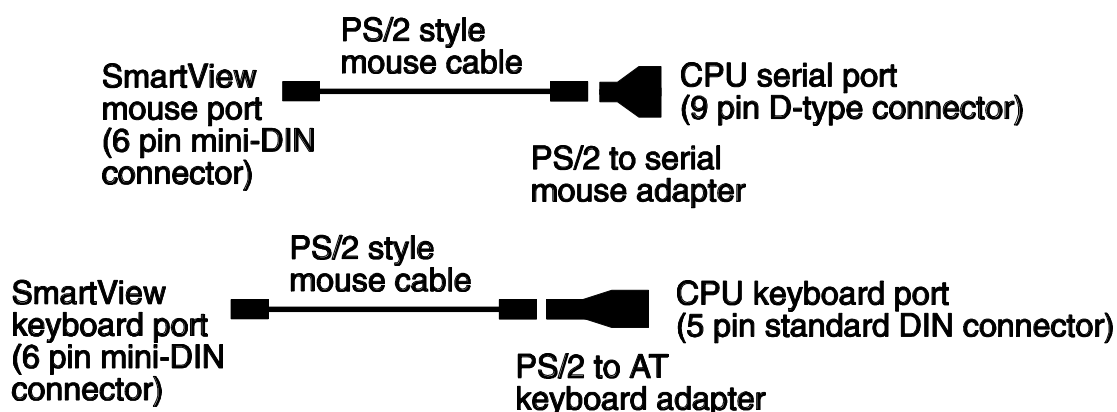 PS/2 style
mouse cable
SmartView
mouse port
(6 pin mini-DIN
connector)
CPU serial port
(9 pin D-type connector)
PS/2 to serial
mouse adapter
PS/2 style
mouse cable
SmartView
keyboard port
(6 pin mini-DIN
connector)
CPU keyboard port
(5 pin standard DIN connector)
PS/2 to AT
keyboard adapter